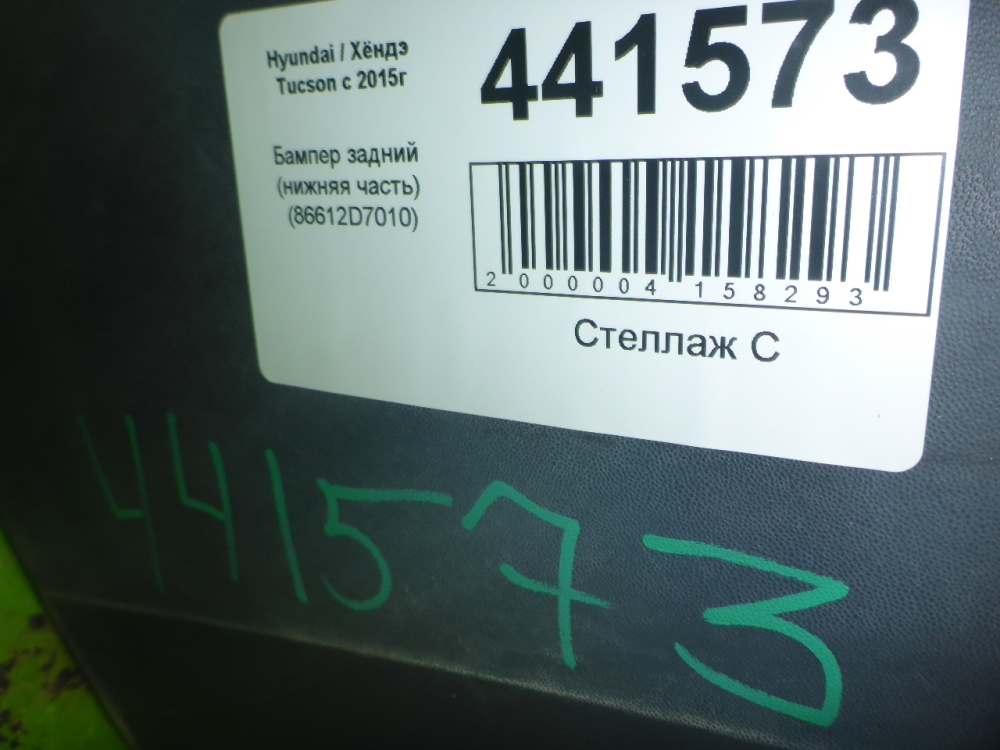 Hyundai / Хёндэ
Tucson с 2015г
441573
Бампер задний
(нижняя часть)
(86612D7010)
2 000004 158293
Стеллаж С
441573